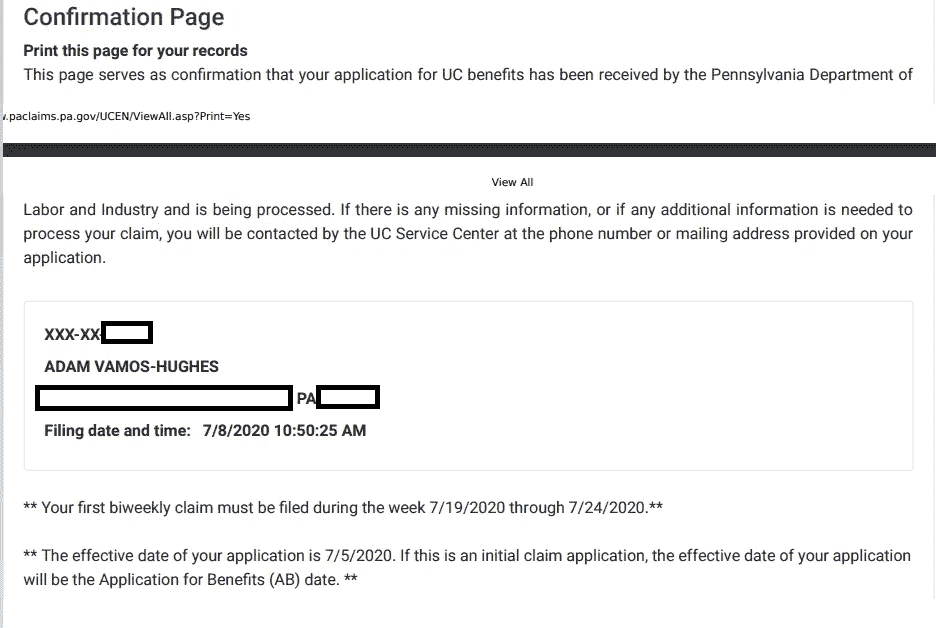 Confirmation Page
Print this page for your records
This page serves as confirmation that your application for UC benefits has been received by the Pennsylvania Department of
.paclaims.pa.gov/UCEN/ViewAll.asp?Print=Yes
View All
Labor and Industry and is being processed. If there is any missing information, or if any additional information is needed to
process your claim, you will be contacted by the UC Service Center at the phone number or mailing address provided on your
application.
XXX-XX-
ADAM VAMOS-HUGHES
PA
Filing date and time: 7/8/2020 10:50:25 AM
** Your first biweekly claim must be filed during the week 7/19/2020 through 7/24/2020.**
** The effective date of your application is 7/5/2020. If this is an initial claim application, the effective date of your application
will be the Application for Benefits (AB) date. **